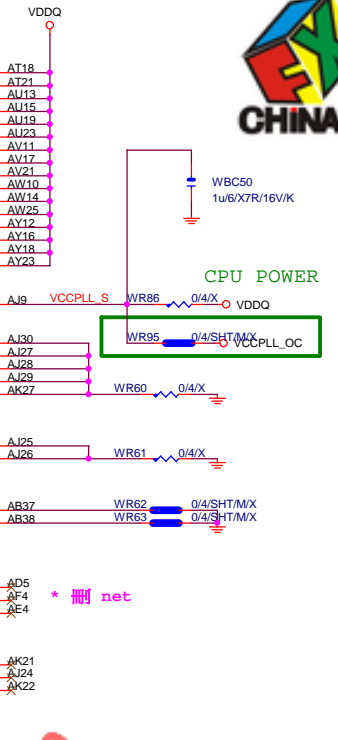 VDDQ
AT18
AT21
AU13
AU15
AU19
AU23
AV11
AV17
AV21
AW10
AW14
AW25
AY12
AY16
AY18
AY23
CHINA
WBC50
1u/6/X7R/16V/K
CPU POWER
AJ9 VCCPLL_S WR86 0/4/X VDDQ
WR95 0/4/SHT/M/X VCCPLL_OC
AJ30
AJ27
AJ28
AJ29
AK27 WR60 0/4/X
AJ25
AJ26 WR61 0/4/X
AB37 WR62 0/4/SHT/M/X
AB38 WR63 0/4/SHT/M/X
AD5
AF4 * 刪 net
AE4
AK21
AJ24
AK22